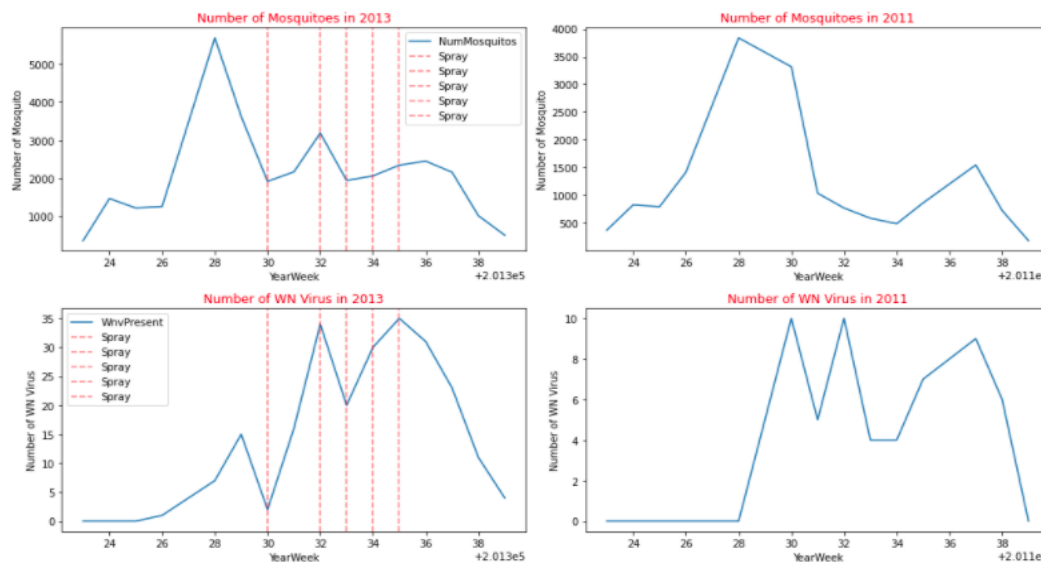 Number of Mosquitoes in 2013
Number of Mosquito
5000
4000
3000
2000
1000
NumMosquitos
Spray
Spray
Spray
Spray
Spray
24 26 28 30 32 34 36 38
YearWeek
+2.013e5
Number of Mosquitoes in 2011
Number of Mosquito
4000
3500
3000
2500
2000
1500
1000
500
24 26 28 30 32 34 36 38
YearWeek
+2.011e5
Number of WN Virus in 2013
Number of WN Virus
35
30
25
20
15
10
5
0
WnvPresent
Spray
Spray
Spray
Spray
Spray
24 26 28 30 32 34 36 38
YearWeek
+2.013e5
Number of WN Virus in 2011
Number of WN Virus
10
8
6
4
2
0
24 26 28 30 32 34 36 38
YearWeek
+2.011e5